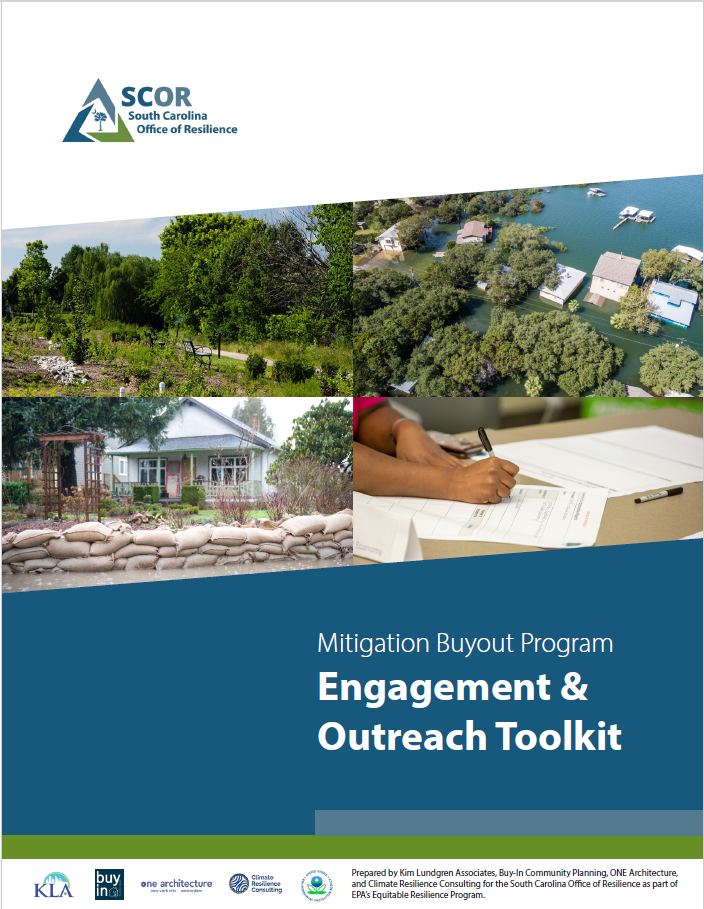 SCOR
South Carolina
Office of Resilience
Economy
Mitigation Buyout Program
Engagement &
Outreach Toolkit
KLA
buy
in
one architecture
new york city amsterdam
Climate
Resilience
Consulting
Prepared by Kim Lundgren Associates, Buy-In Community Planning, ONE Architecture,
and Climate Resilience Consulting for the South Carolina Office of Resilience as part of
EPA's Equitable Resilience Program.